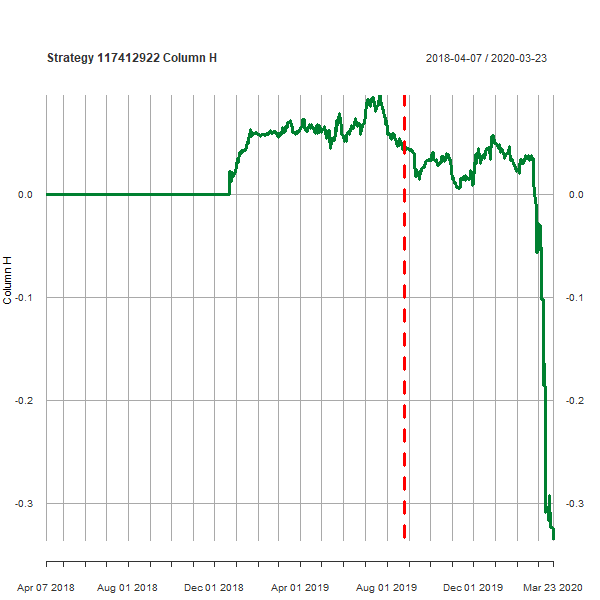 Strategy 117412922 Column H
2018-04-07 / 2020-03-23
Column H
0.0
0.0
-0.1
-0.1
-0.2
-0.2
-0.3
-0.3
Apr 07 2018
Aug 01 2018
Dec 01 2018
Apr 01 2019
Aug 01 2019
Dec 01 2019
Mar 23 2020